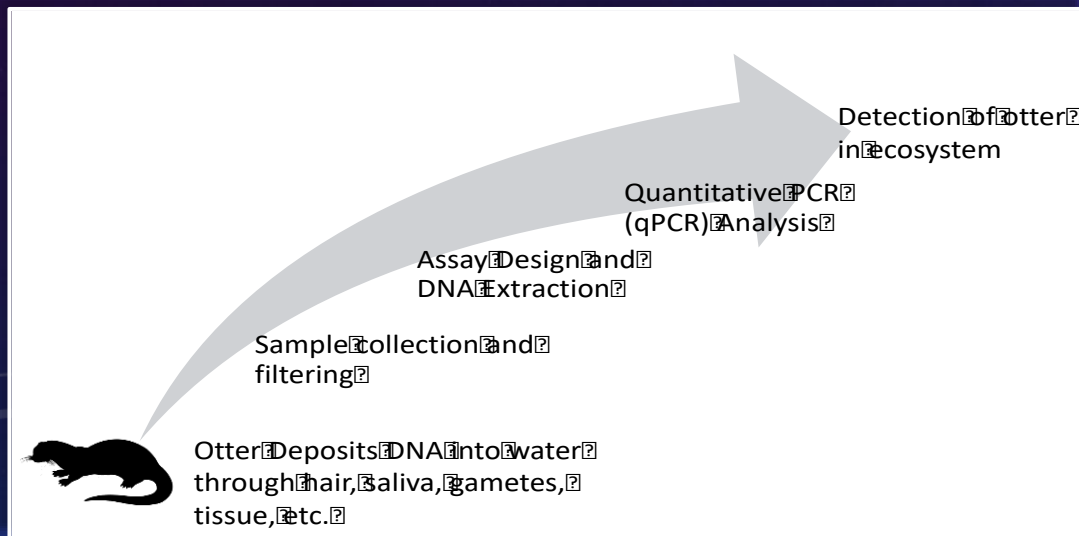 Otter Deposits DNA into water
through hair, saliva, gametes,
tissue, etc.
Sample collection and
filtering
Assay Design and
DNA Extraction
Quantitative PCR
(qPCR) Analysis
Detection of otter
in ecosystem